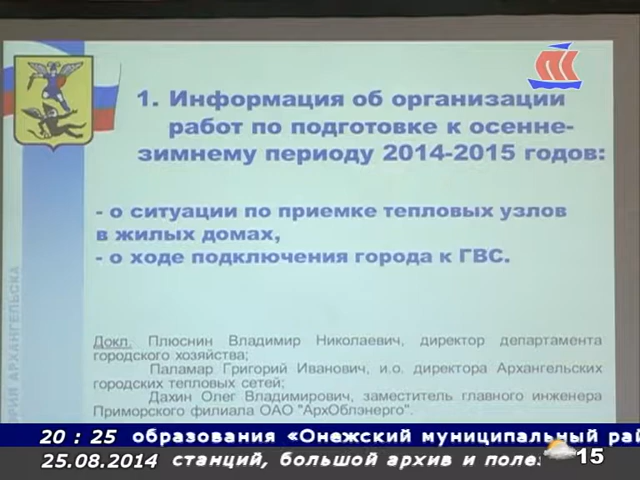 1. Информация об организации
работ по подготовке к осенне-
зимнему периоду 2014-2015 годов:
- о ситуации по приемке тепловых узлов
в жилых домах,
- о ходе подключения города к ГВС.
Докл. Плюснин Владимир Николаевич, директор департамента
городского хозяйства;
Паламар Григорий Иванович, и.о. директора Архангельских
городских тепловых сетей;
Дахин Олег Владимирович, заместитель главного инженера
Приморского филиала ОАО "АрхОблэнерго".
АРХАНГЕЛЬСКА
20 : 25 образования «Онежский муниципальный рай
25.08.2014 станций, большой архив и полез
15